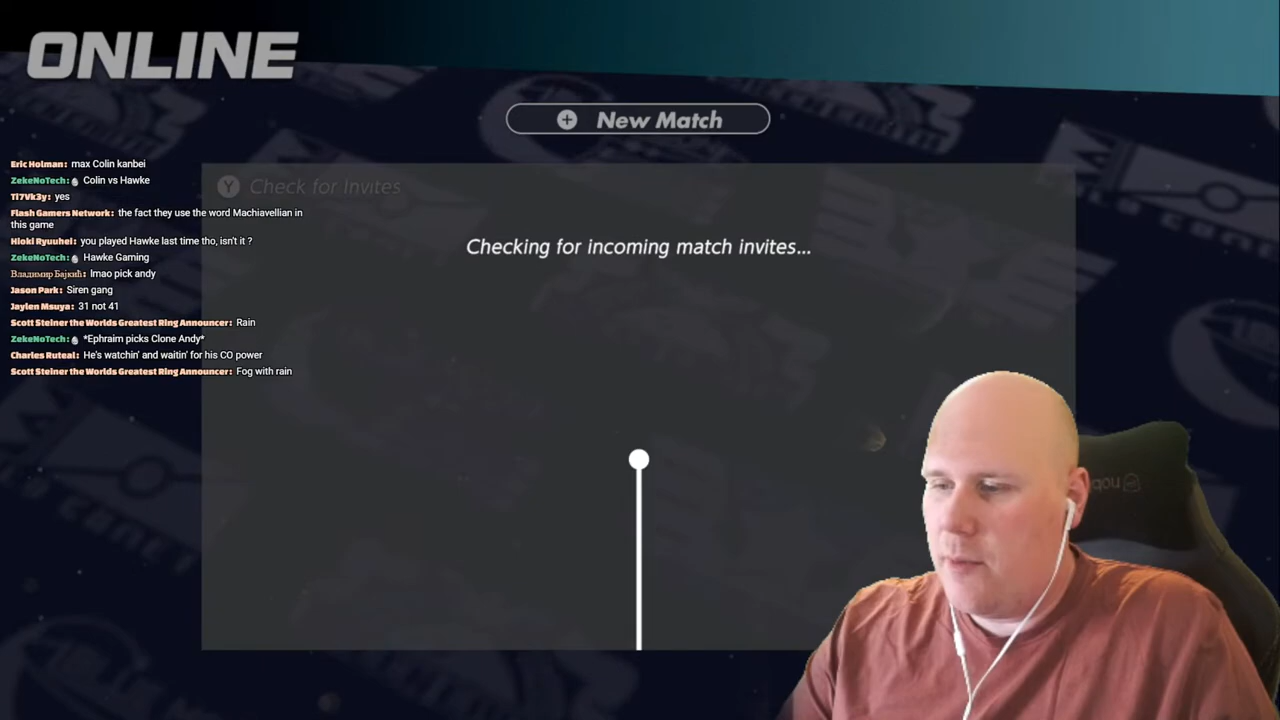 ONLINE
+ New Match
Eric Holman: max Colin kanbei
ZekeNoTech: Colin vs Hawke
Ti7Vk3y: yes
Y Check for Invites
Flash Gamers Network: the fact they use the word Machiavellian in
this game
Hioki Ryuuhei: you played Hawke last time tho, isn't it ?
Checking for incoming match invites...
ZekeNoTech: Hawke Gaming
Владимир Бајкић: lmao pick andy
Jason Park: Siren gang
Jaylen Msuya: 31 not 41
Scott Steiner the Worlds Greatest Ring Announcer: Rain
ZekeNoTech: *Ephraim picks Clone Andy*
Charles Ruteal: He's watchin' and waitin' for his CO power
Scott Steiner the Worlds Greatest Ring Announcer: Fog with rain